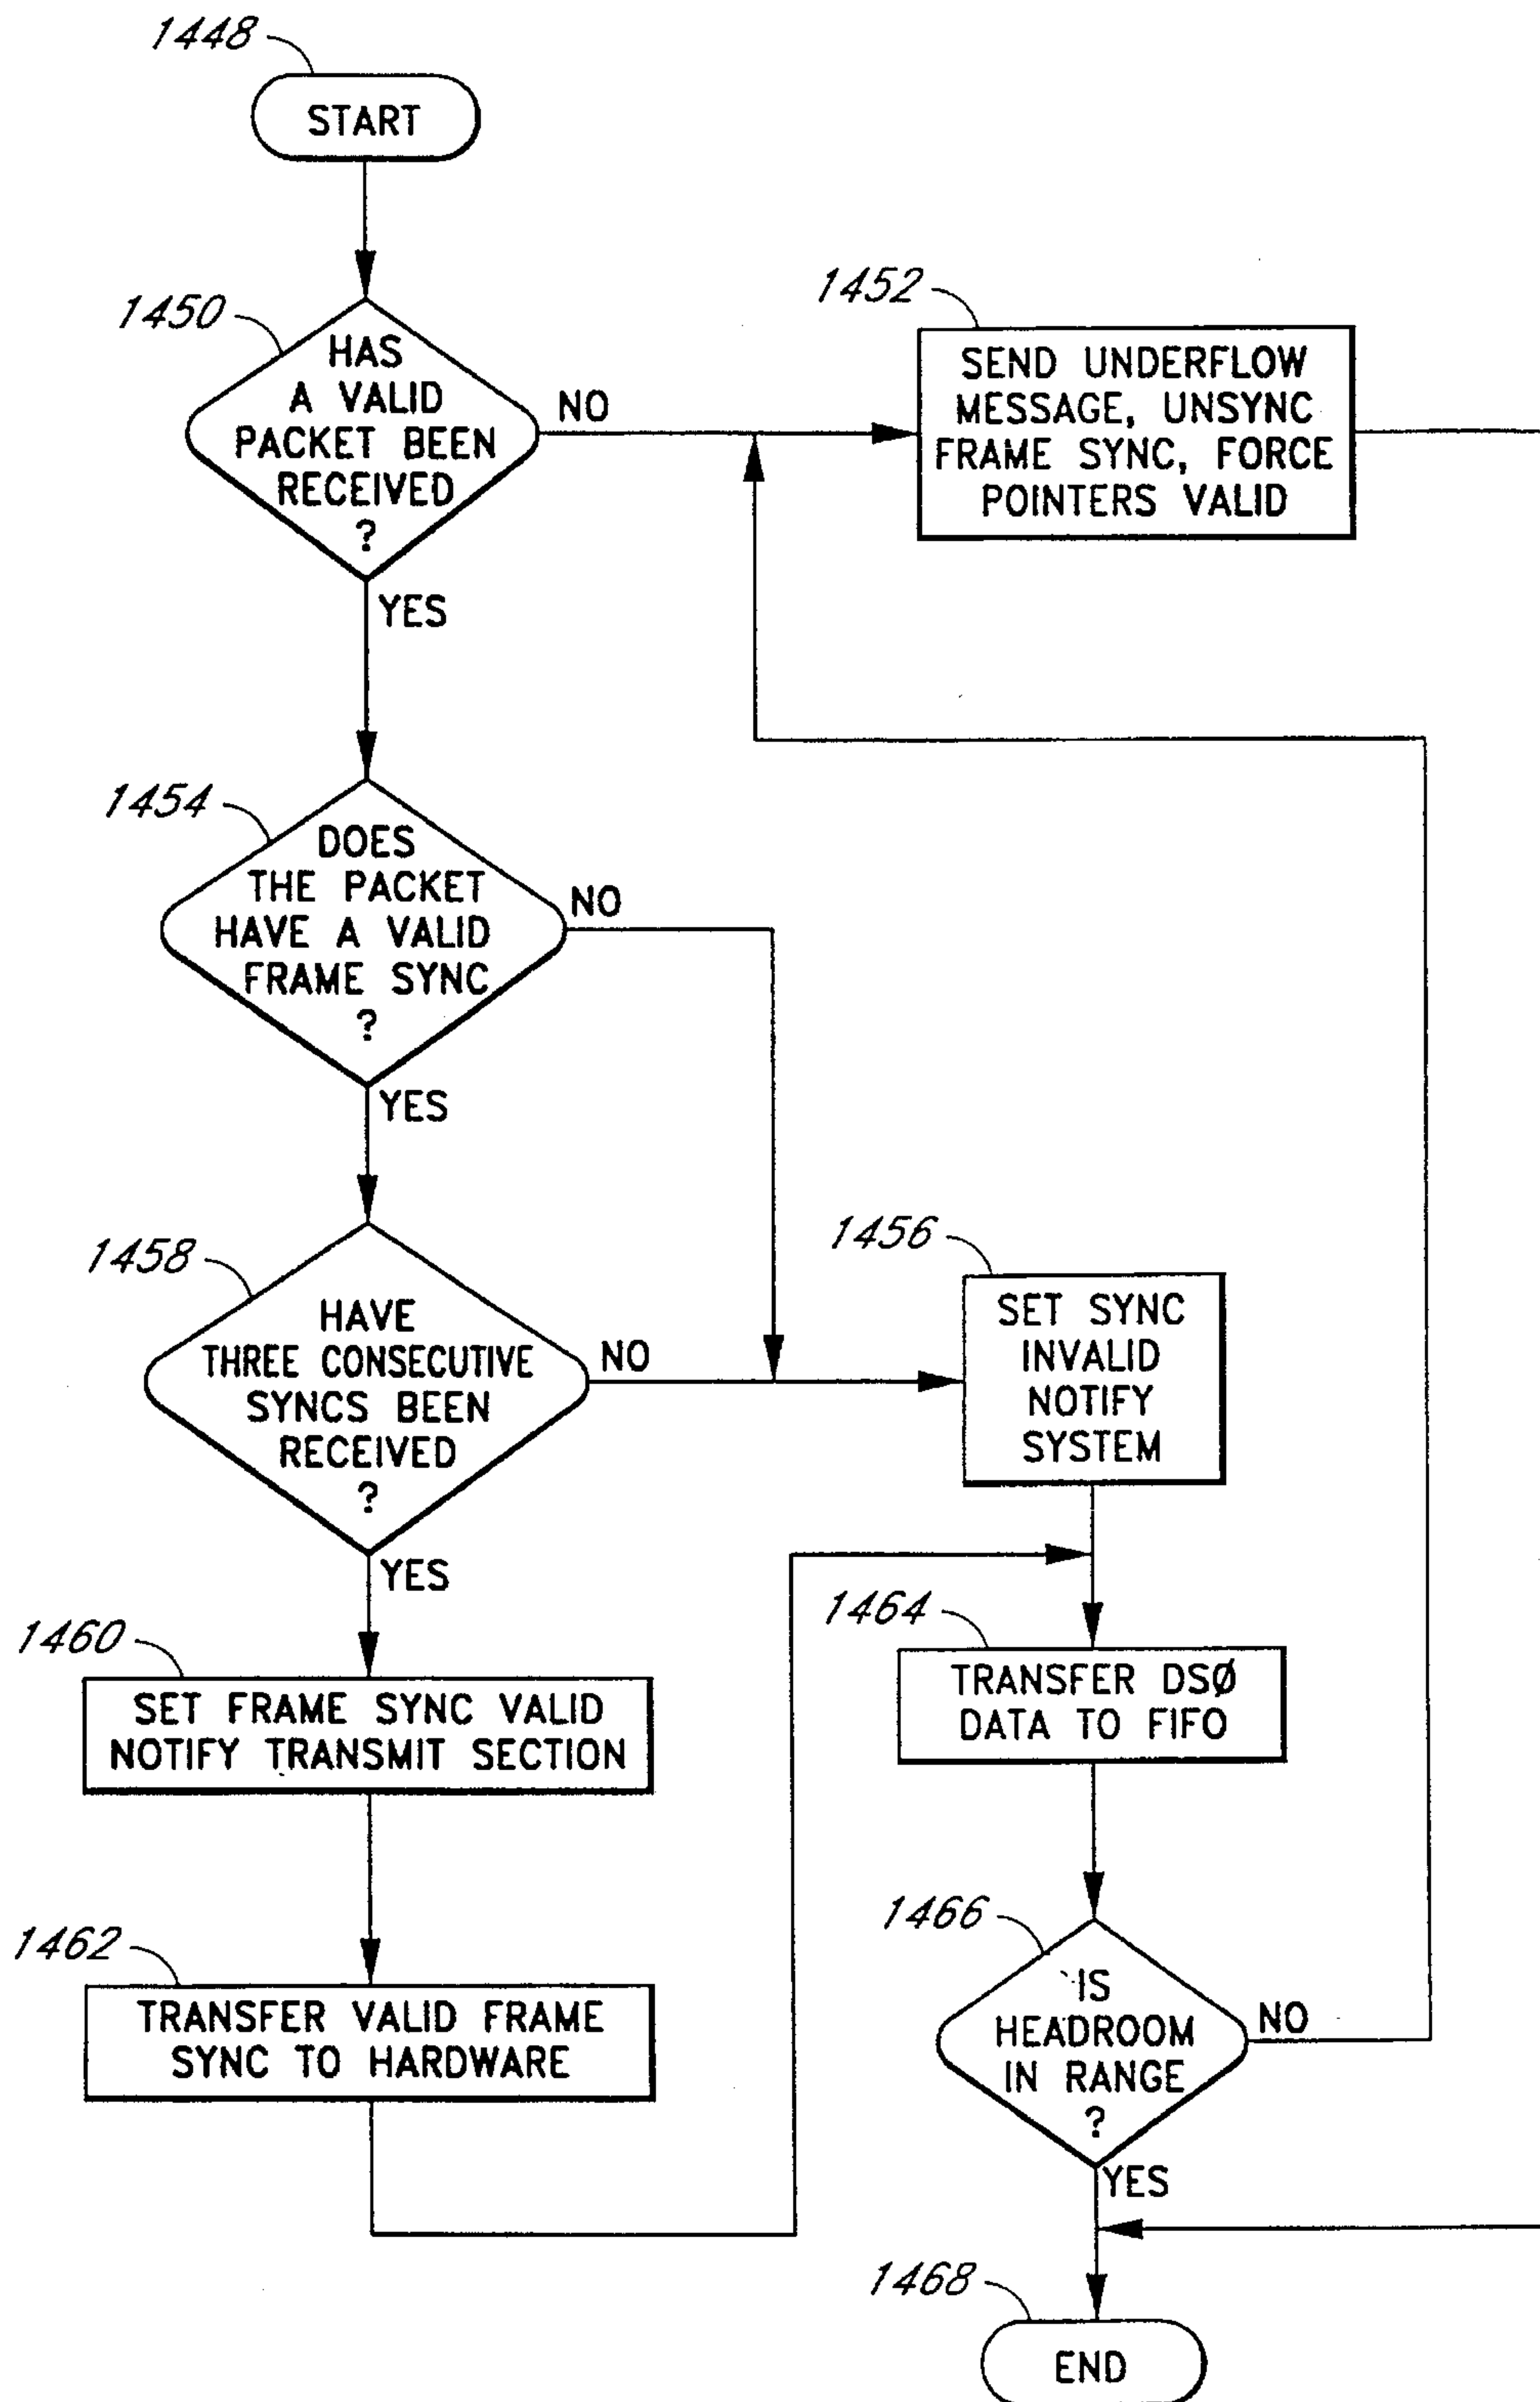 1448
START
1450
HAS
A VALID
PACKET BEEN
RECEIVED
?
NO
YES
1452
SEND UNDERFLOW
MESSAGE, UNSYNC
FRAME SYNC, FORCE
POINTERS VALID
1454
DOES
THE PACKET
HAVE A VALID
FRAME SYNC
?
NO
YES
1458
HAVE
THREE CONSECUTIVE
SYNCS BEEN
RECEIVED
?
NO
YES
1456
SET SYNC
INVALID
NOTIFY
SYSTEM
1460
SET FRAME SYNC VALID
NOTIFY TRANSMIT SECTION
1462
TRANSFER VALID FRAME
SYNC TO HARDWARE
1464
TRANSFER DSØ
DATA TO FIFO
1466
IS
HEADROOM
IN RANGE
?
NO
YES
1468
END